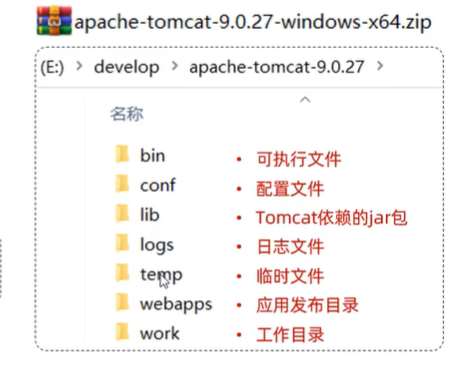 apache-tomcat-9.0.27-windows-x64.zip
(E:) > develop > apache-tomcat-9.0.27 >
名称
bin • 可执行文件
conf • 配置文件
lib • Tomcat依赖的jar包
logs • 日志文件
temp • 临时文件
webapps • 应用发布目录
work • 工作目录